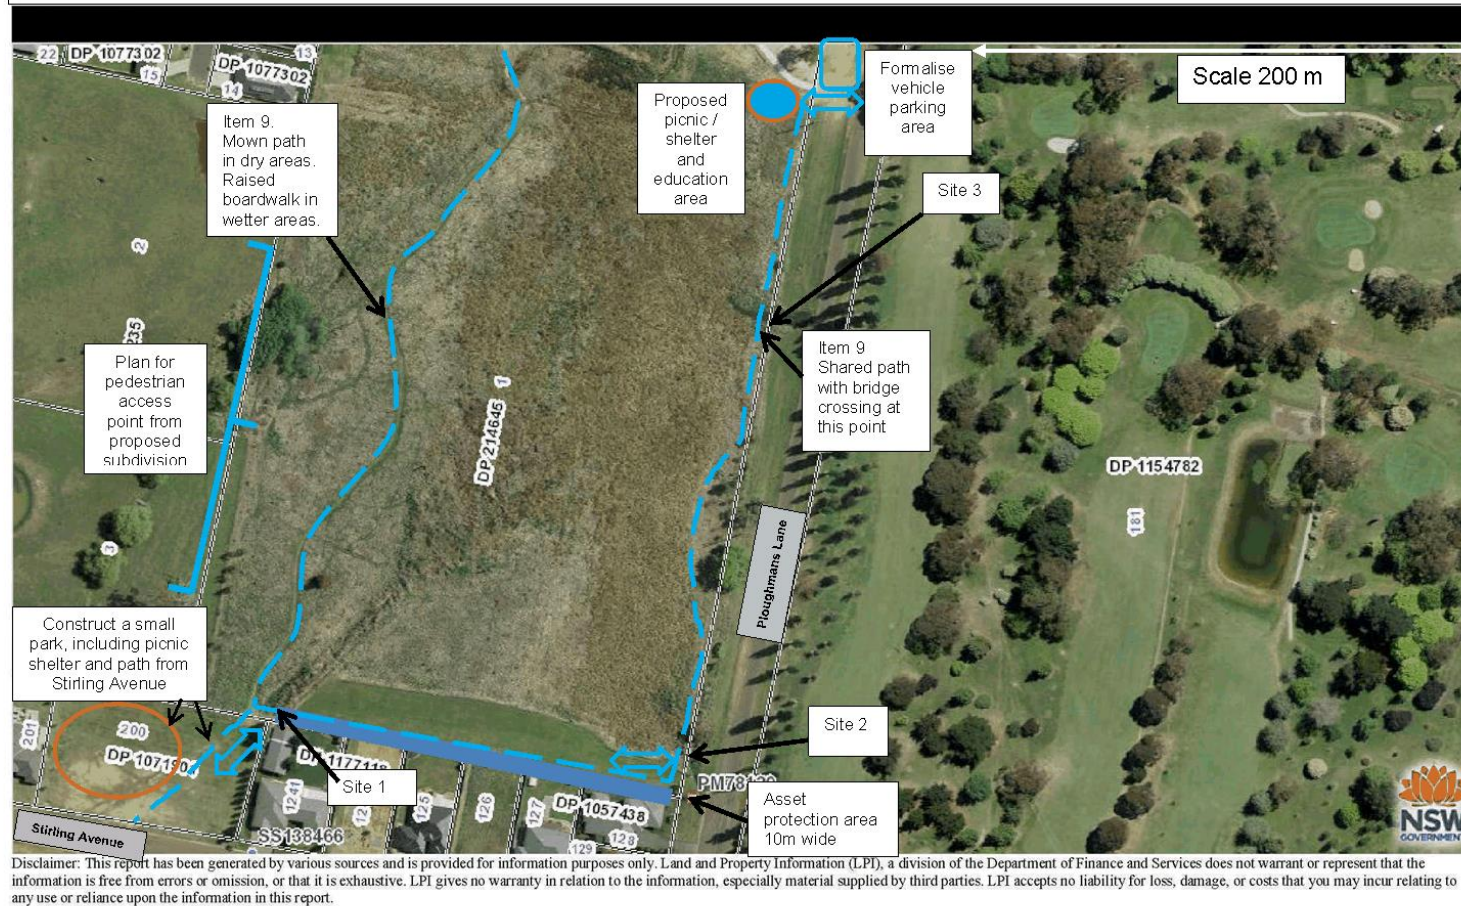 22
DP 1077302
13
15
DP 1077302
14
Item 9.
Mown path
in dry areas.
Raised
boardwalk in
wetter areas.
Proposed
picnic /
shelter
and
education
area
Formalise
vehicle
parking
area
Scale 200 m
Site 3
2
235
Plan for
pedestrian
access
point from
proposed
subdivision
DP 214645
1
Item 9
Shared path
with bridge
crossing at
this point
DP 1154782
181
Ploughmans Lane
3
Construct a small
park, including picnic
shelter and path from
Stirling Avenue
201
200
DP 1071904
DP 1177118
Site 1
Site 2
PM78130
1241
12
125
126
127
DP 1057438
128
129
Asset
protection area
10m wide
Stirling Avenue
SS138466
NSW
GOVERNMENT
Disclaimer: This report has been generated by various sources and is provided for information purposes only. Land and Property Information (LPI), a division of the Department of Finance and Services does not warrant or represent that the
information is free from errors or omission, or that it is exhaustive. LPI gives no warranty in relation to the information, especially material supplied by third parties. LPI accepts no liability for loss, damage, or costs that you may incur relating to
any use or reliance upon the information in this report.